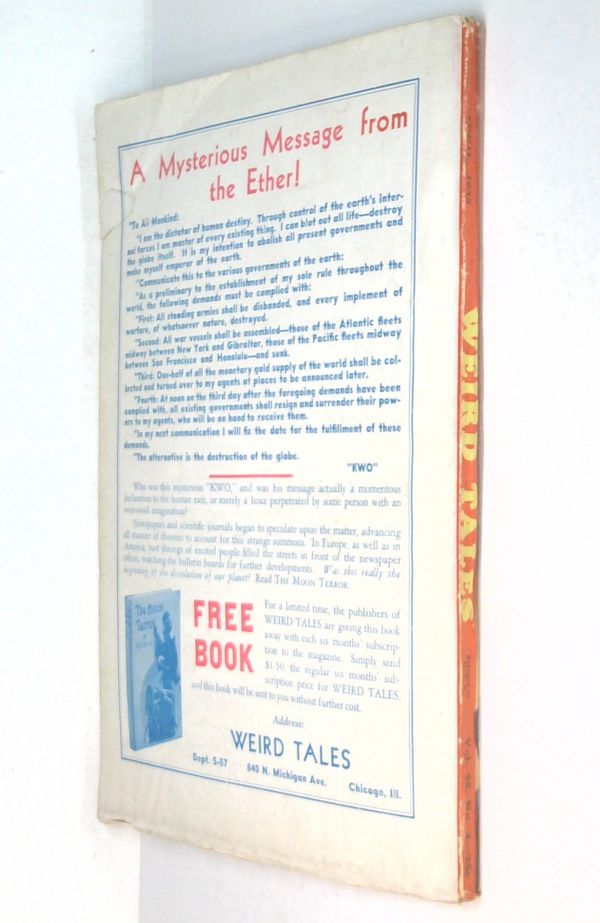 A Mysterious Message from
the Ether!
"To All Mankind:
"I am the dictator of human destiny. Through control of the earth's inter-
nal forces I am master of every existing thing. I can blot out all life—destroy
the globe itself. It is my intention to abolish all present governments and
make myself emperor of the earth.
"Communicate this to the various governments of the earth:
"As a preliminary to the establishment of my sole rule throughout the
world, the following demands must be complied with:
"First: All standing armies shall be disbanded, and every implement of
warfare, of whatsoever nature, destroyed.
"Second: All war vessels shall be assembled—those of the Atlantic fleets
midway between New York and Gibraltar, those of the Pacific fleets midway
between San Francisco and Honolulu—and sunk.
"Third: One-half of all the monetary gold supply of the world shall be col-
lected and turned over to my agents at places to be announced later.
"Fourth: At noon on the third day after the foregoing demands have been
complied with, all existing governments shall resign and surrender their pow-
ers to my agents, who will be on hand to receive them.
"In my next communication I will fix the date for the fulfillment of these
demands.
"The alternative is the destruction of the globe.
"KWO"
Who was this mysterious "KWO," and was his message actually a momentous
declaration to the human race, or merely a hoax perpetrated by some person with an
imagination?
Newspapers and scientific journals began to speculate upon the matter, advancing
all manner of theories to account for this strange summons. In Europe, as well as in
America, vast throngs of excited people filled the streets in front of the newspaper
offices, watching the bulletin boards for further developments. Was this really the
beginning of the dissolution of our planet? Read THE MOON TERROR.
The Moon
Terror
FREE
BOOK
For a limited time, the publishers of
WEIRD TALES are giving this book
away with each six months' subscrip-
tion to the magazine. Simply send
$1.50, the regular six months' sub-
scription price for WEIRD TALES
and this book will be sent to you without further cost.
Address:
WEIRD TALES
Dept. S-57 840 N. Michigan Ave. Chicago, Ill.
WEIRD TALES
Vol. No.